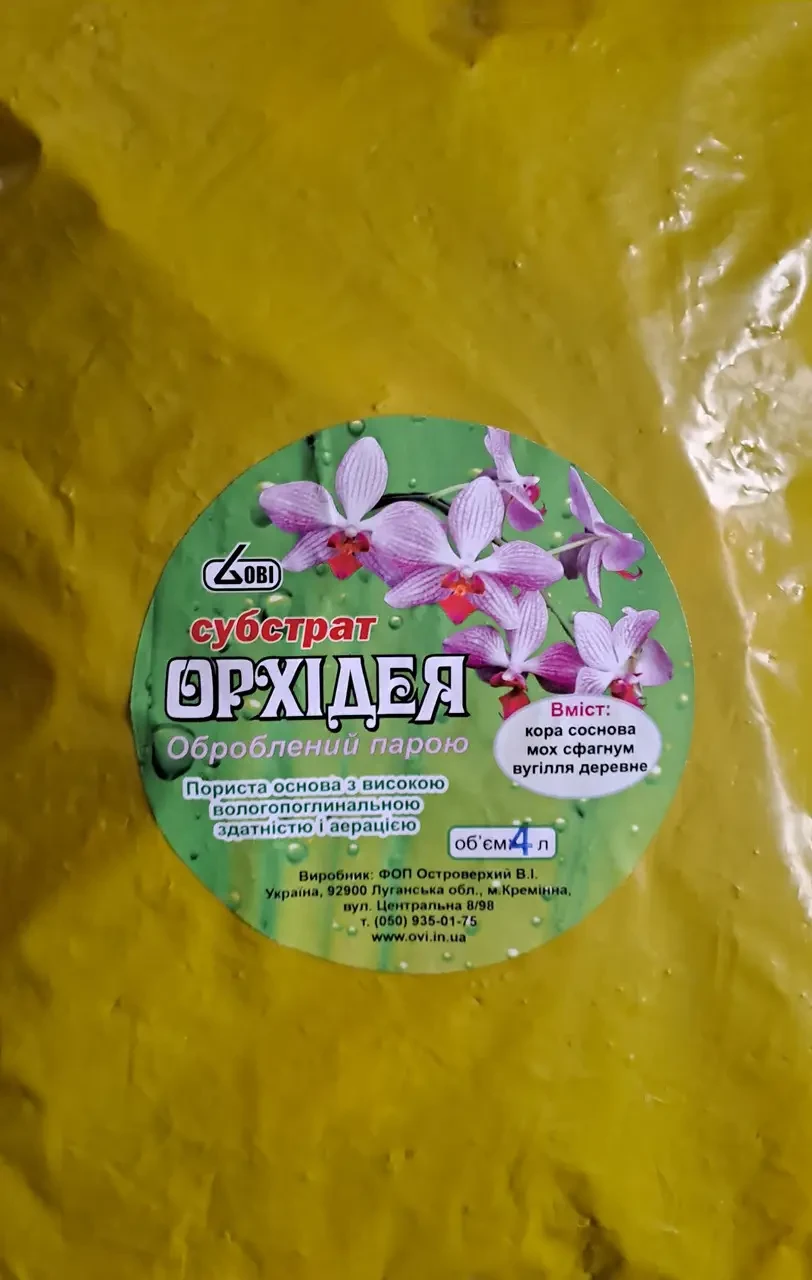 ОВІ
субстрат
ОРХІДЕЯ
Оброблений парою
Вміст:
кора соснова
мох сфагнум
вугілля деревне
Пориста основа з високою
вологопоглинальною
здатністю і аерацією
об'єм 4 л
Виробник: ФОП Островерхий В.І.
Україна, 92900 Луганська обл., м.Кремінна,
вул. Центральна 8/98
т. (050) 935-01-75
www.ovi.in.ua